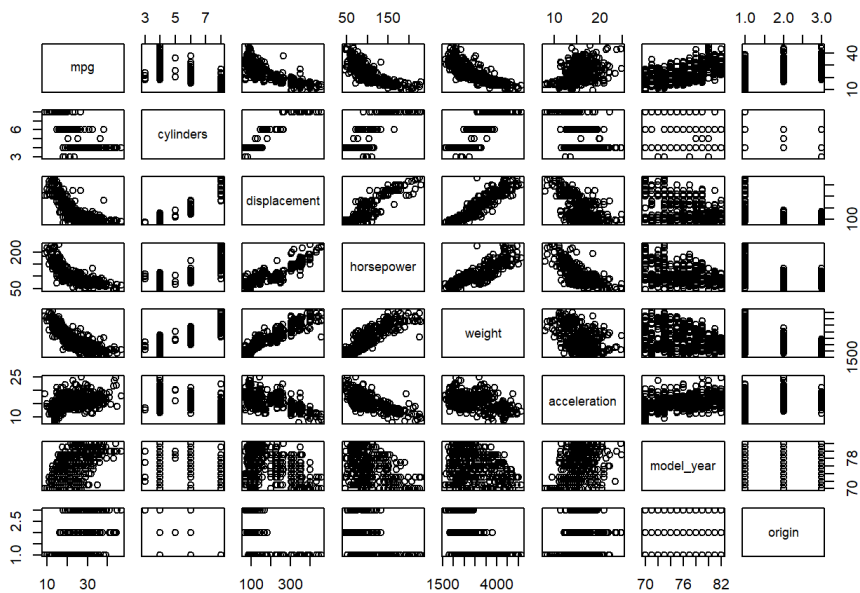 3 5 7 50 150 10 20 1.0 2.0 3.0
mpg 10 40
3 6 cylinders
displacement 100
50 200 horsepower
weight 1500
10 25 acceleration
model_year 70 78
1.0 2.5 origin
10 30 100 300 1500 4000 70 76 82